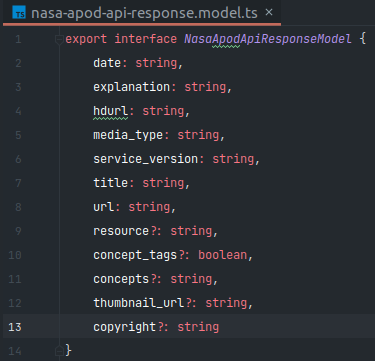 nasa-apod-api-response.model.ts ×
1 export interface NasaApodApiResponseModel {
2 date: string,
3 explanation: string,
4 hdurl: string,
5 media_type: string,
6 service_version: string,
7 title: string,
8 url: string,
9 resource?: string,
10 concept_tags?: boolean,
11 concepts?: string,
12 thumbnail_url?: string,
13 copyright?: string
14 }